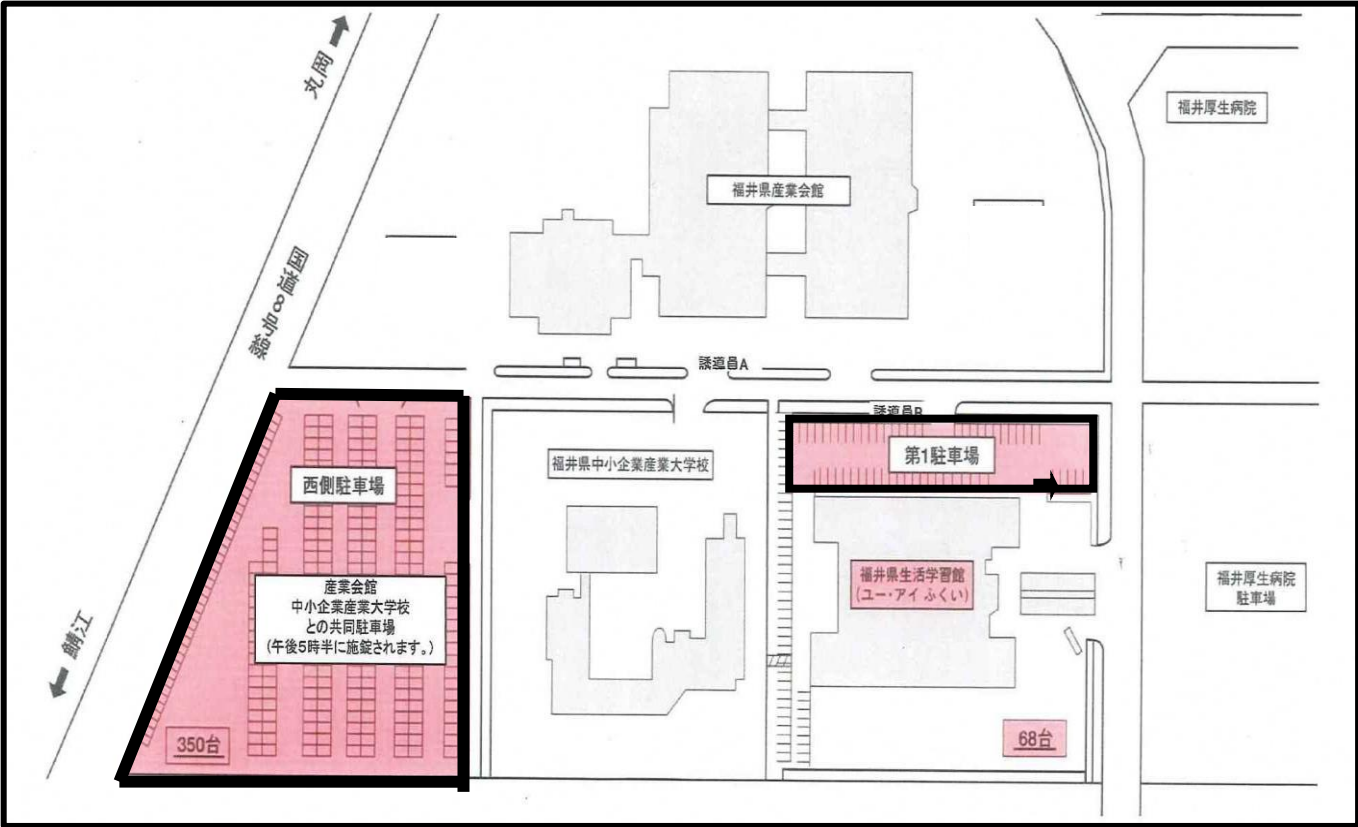 丸岡
福井厚生病院
福井県産業会館
国道8号線
誘導員A
誘導員B
第1駐車場
福井県中小企業産業大学校
西側駐車場
福井県生活学習館
(ユー・アイ ふくい)
産業会館
中小企業産業大学校
との共同駐車場
(午後5時半に施錠されます。)
福井厚生病院
駐車場
鯖江
350台
68台